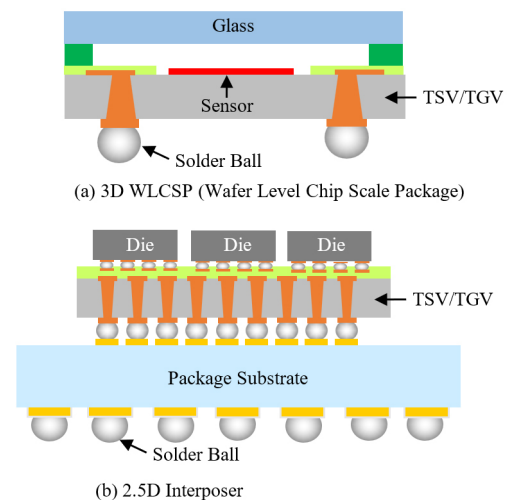 Glass
Sensor
TSV/TGV
Solder Ball
(a) 3D WLCSP (Wafer Level Chip Scale Package)
Die Die Die
TSV/TGV
Package Substrate
Solder Ball
(b) 2.5D Interposer